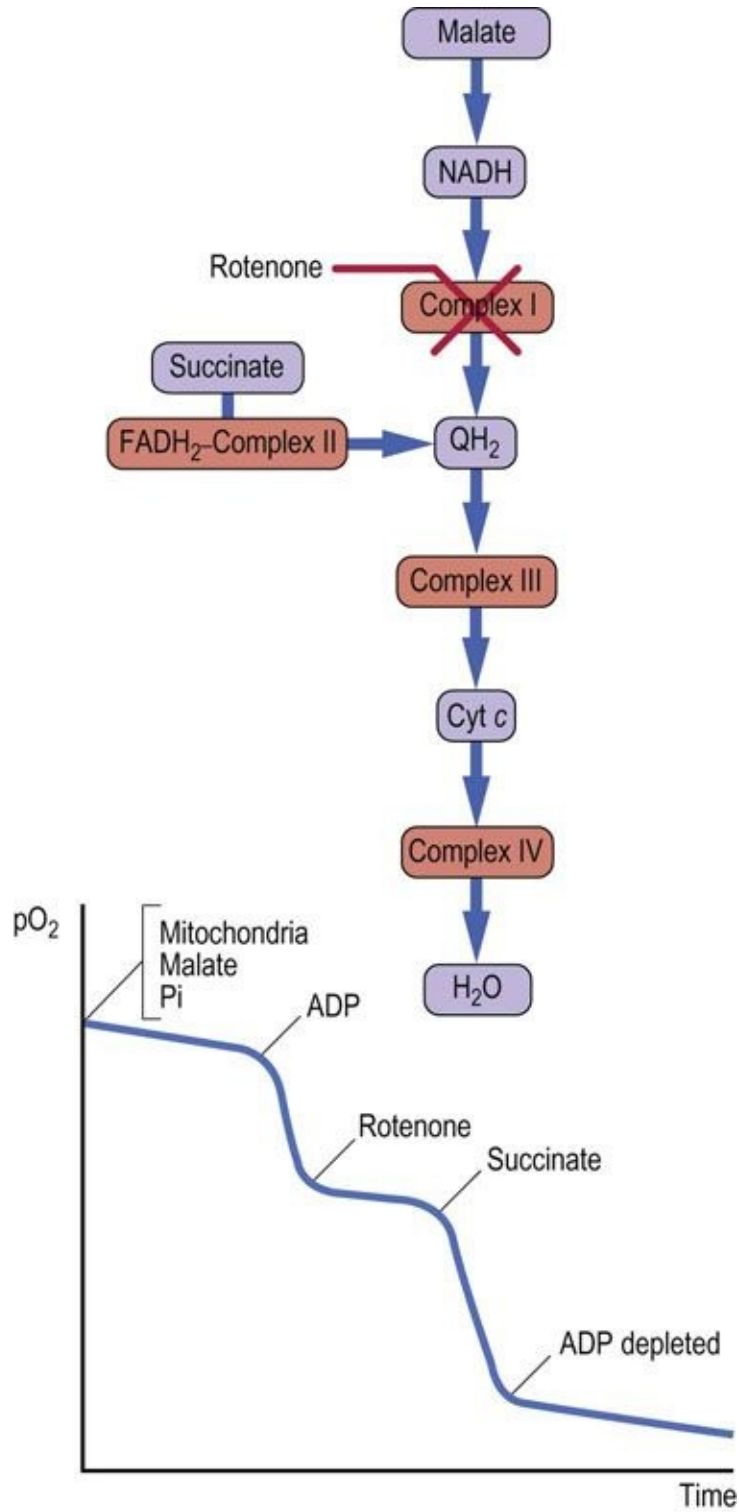 Malate
NADH
Rotenone
Complex I
Succinate
FADH₂–Complex II
QH₂
Complex III
Cyt c
Complex IV
H₂O
pO₂
Mitochondria
Malate
Pi
ADP
Rotenone
Succinate
ADP depleted
Time